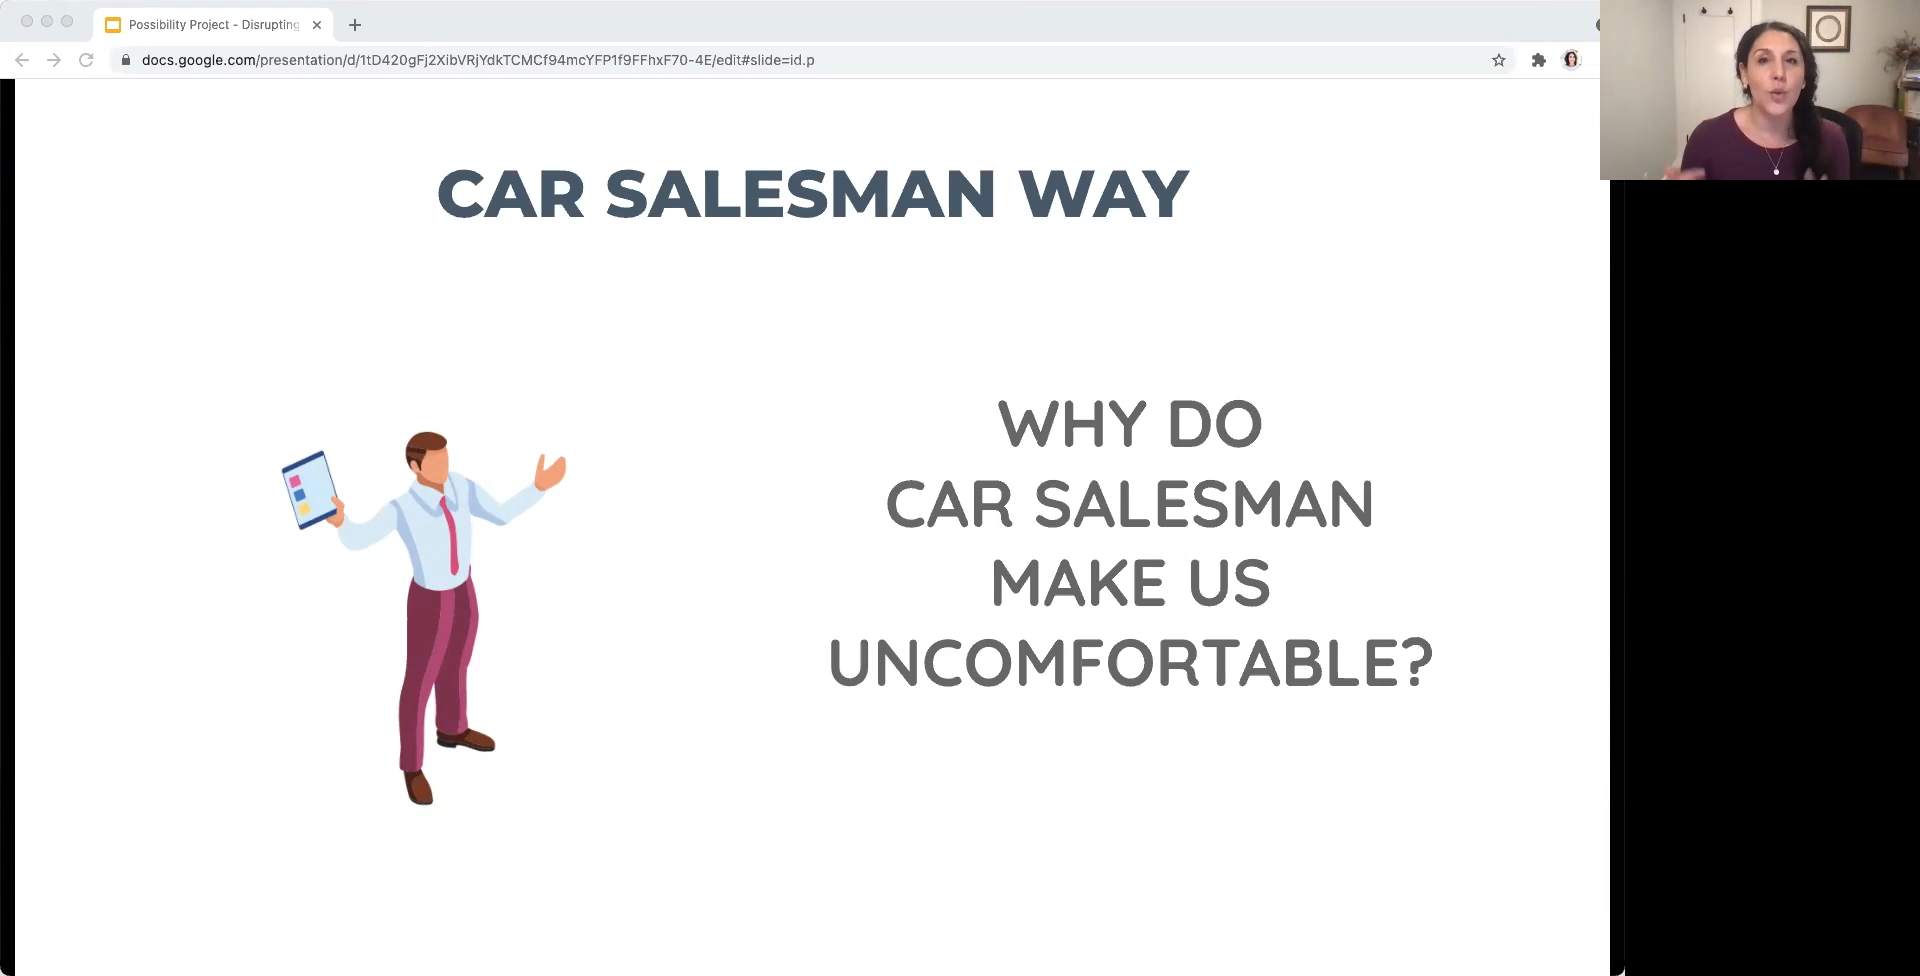 Possibility Project - Disrupting
docs.google.com/presentation/d/1tD420gFj2XibVRjYdkTCMCf94mcYFP1f9FFhxF70-4E/edit#slide=id.p
CAR SALESMAN WAY
WHY DO
CAR SALESMAN
MAKE US
UNCOMFORTABLE?